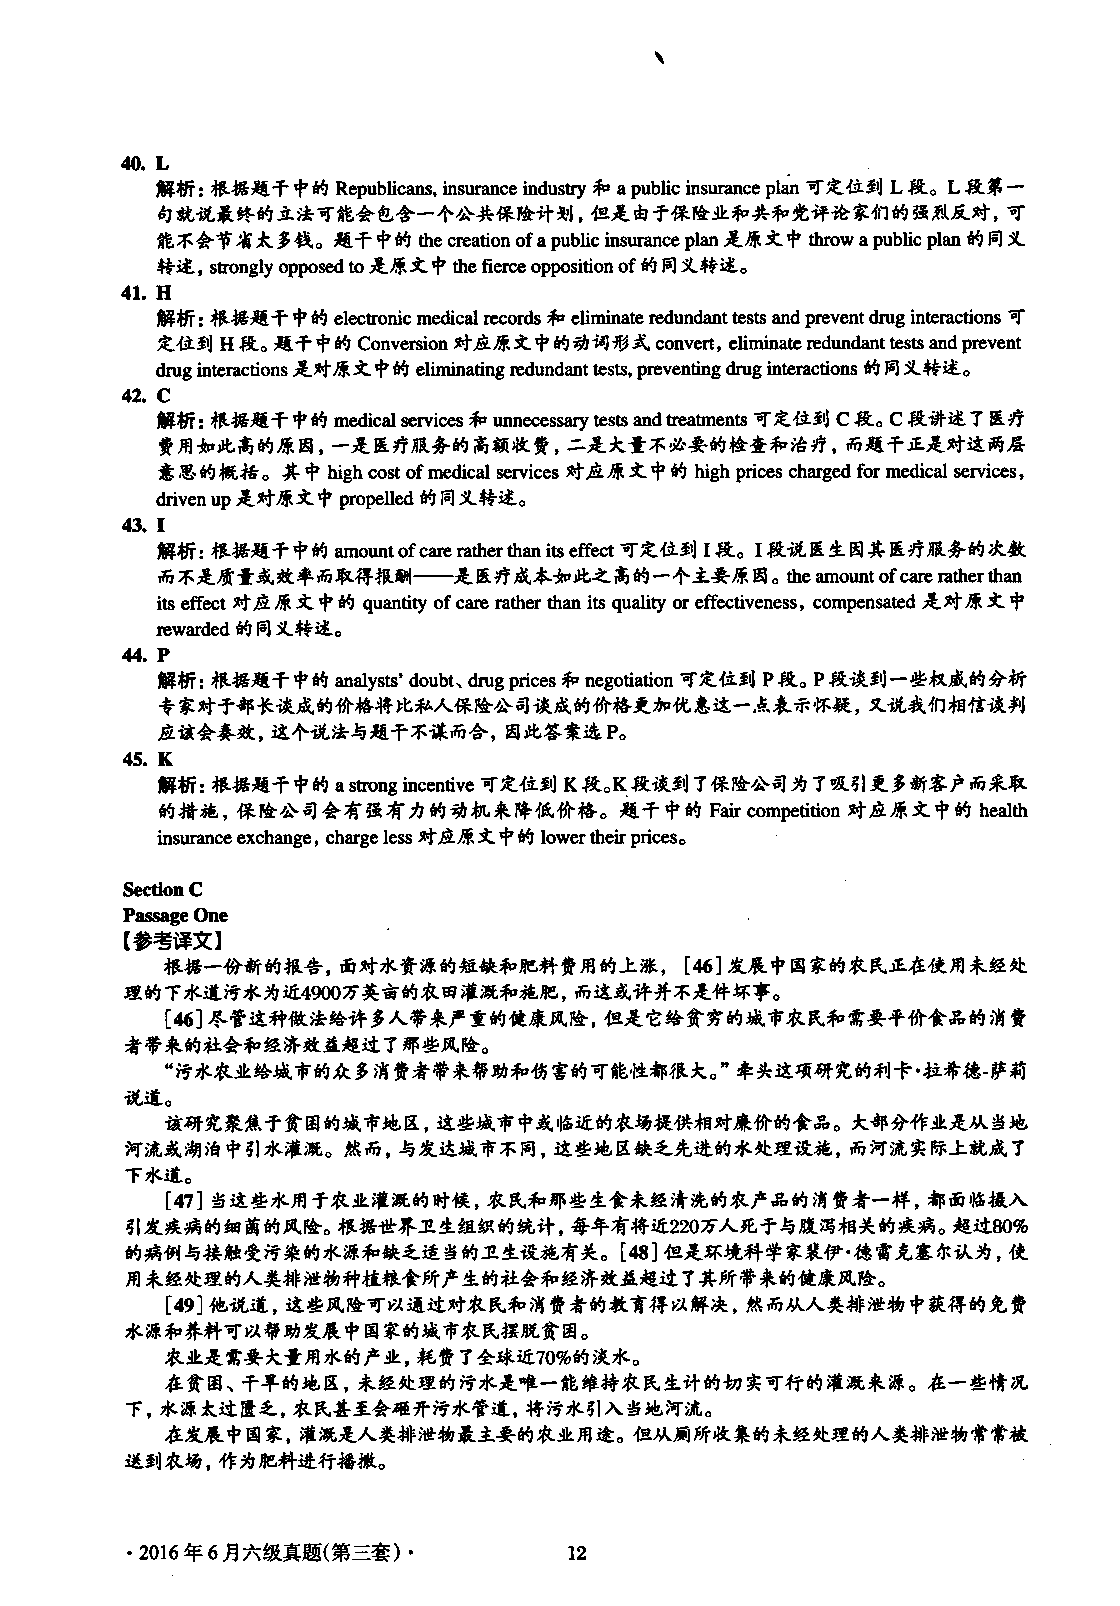 40. L
解析:根据题干中的 Republicans, insurance industry 和 a public insurance plan 可定位到 L 段。L 段第一
句就说最终的立法可能会包含一个公共保险计划,但是由于保险业和共和党评论家们的强烈反对,可
能不会节省太多钱。题干中的 the creation of a public insurance plan 是原文中 throw a public plan 的同义
转述,strongly opposed to 是原文中 the fierce opposition of 的同义转述。
41. H
解析:根据题干中的 electronic medical records 和 eliminate redundant tests and prevent drug interactions 可
定位到 H 段。题干中的 Conversion 对应原文中的动词形式 convert, eliminate redundant tests and prevent
drug interactions 是对原文中的 eliminating redundant tests, preventing drug interactions 的同义转述。
42. C
解析:根据题干中的 medical services 和 unnecessary tests and treatments 可定位到 C 段。C 段讲述了医疗
费用如此高的原因,一是医疗服务的高额收费,二是大量不必要的检查和治疗,而题干正是对这两层
意思的概括。其中 high cost of medical services 对应原文中的 high prices charged for medical services,
driven up 是对原文中 propelled 的同义转述。
43. I
解析:根据题干中的 amount of care rather than its effect 可定位到 I 段。I 段说医生因其医疗服务的次数
而不是质量或效率而取得报酬——是医疗成本如此之高的一个主要原因。the amount of care rather than
its effect 对应原文中的 quantity of care rather than its quality or effectiveness, compensated 是对原文中
rewarded 的同义转述。
44. P
解析:根据题干中的 analysts' doubt、drug prices 和 negotiation 可定位到 P 段。P 段谈到一些权威的分析
专家对于部长谈成的价格将比私人保险公司谈成的价格更加优惠这一点表示怀疑,又说我们相信谈判
应该会奏效,这个说法与题干不谋而合,因此答案选 P。
45. K
解析:根据题干中的 a strong incentive 可定位到 K 段。K 段谈到了保险公司为了吸引更多新客户而采取
的措施,保险公司会有强有力的动机来降低价格。题干中的 Fair competition 对应原文中的 health
insurance exchange, charge less 对应原文中的 lower their prices。
Section C
Passage One
【参考译文】
根据一份新的报告,面对水资源的短缺和肥料费用的上涨,[46]发展中国家的农民正在使用未经处
理的下水道污水为近4900万英亩的农田灌溉和施肥,而这或许并不是件坏事。
[46]尽管这种做法给许多人带来严重的健康风险,但是它给贫穷的城市农民和需要平价食品的消费
者带来的社会和经济效益超过了那些风险。
“污水农业给城市的众多消费者带来帮助和伤害的可能性都很大。”牵头这项研究的利卡·拉希德-萨莉
说道。
该研究聚焦于贫困的城市地区,这些城市中或临近的农场提供相对廉价的食品。大部分作业是从当地
河流或湖泊中引水灌溉。然而,与发达城市不同,这些地区缺乏先进的水处理设施,而河流实际上就成了
下水道。
[47]当这些水用于农业灌溉的时候,农民和那些生食未经清洗的农产品的消费者一样,都面临摄入
引发疾病的细菌的风险。根据世界卫生组织的统计,每年有将近220万人死于与腹泻相关的疾病。超过80%
的病例与接触受污染的水源和缺乏适当的卫生设施有关。[48]但是环境科学家裴伊·德雷克塞尔认为,使
用未经处理的人类排泄物种植粮食所产生的社会和经济效益超过了其所带来的健康风险。
[49]他说道,这些风险可以通过对农民和消费者的教育得以解决,然而从人类排泄物中获得的免费
水源和养料可以帮助发展中国家的城市农民摆脱贫困。
农业是需要大量用水的产业,耗费了全球近70%的淡水。
在贫困、干旱的地区,未经处理的污水是唯一能维持农民生计的切实可行的灌溉来源。在一些情况
下,水源太过匮乏,农民甚至会砸开污水管道,将污水引入当地河流。
在发展中国家,灌溉是人类排泄物最主要的农业用途。但从厕所收集的未经处理的人类排泄物常常被
送到农场,作为肥料进行播撒。
·2016年6月六级真题(第三套)· 12